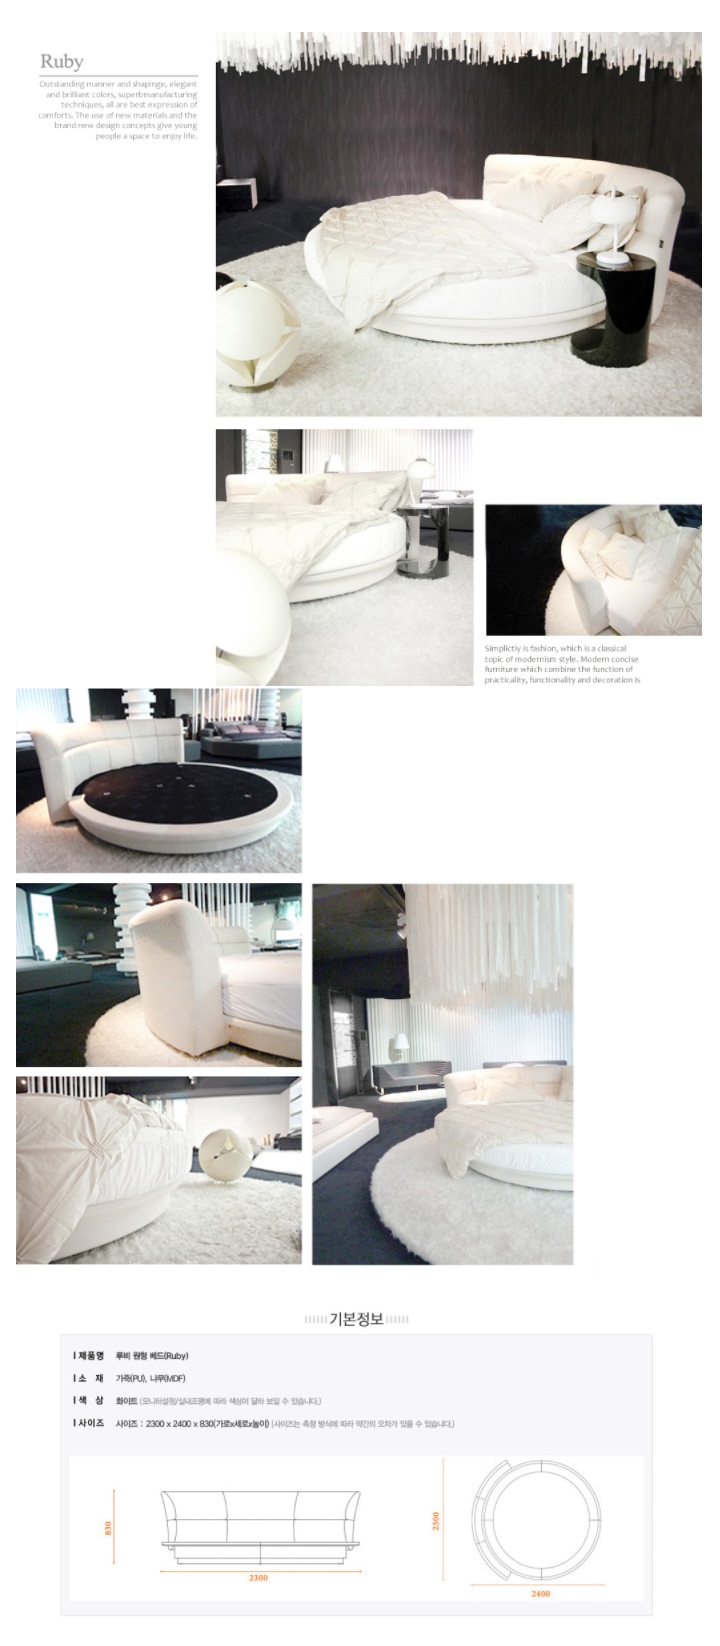 Ruby
Outstanding manner and shapinge, elegant
and brilliant colors, superbmanufacturing
techniques, all are best expression of
comforts. The use of new materials and the
brand-new design concepts give young
people a space to enjoy life.
Simplictiy is fashion, which is a classical
topic of modernism style. Modern concise
furniture which combine the function of
practicality, functionality and decoration is
기본정보
제품명 루비 원형 베드(Ruby)
소 재 가죽(PU), 나무(MDF)
색 상 화이트 (모니터설정/실내조명에 따라 색상이 달라 보일 수 있습니다.)
사이즈 사이즈 : 2300 x 2400 x 830(가로x세로x높이) (사이즈는 측정 방식에 따라 약간의 오차가 있을 수 있습니다.)
830
2300
2300
2400